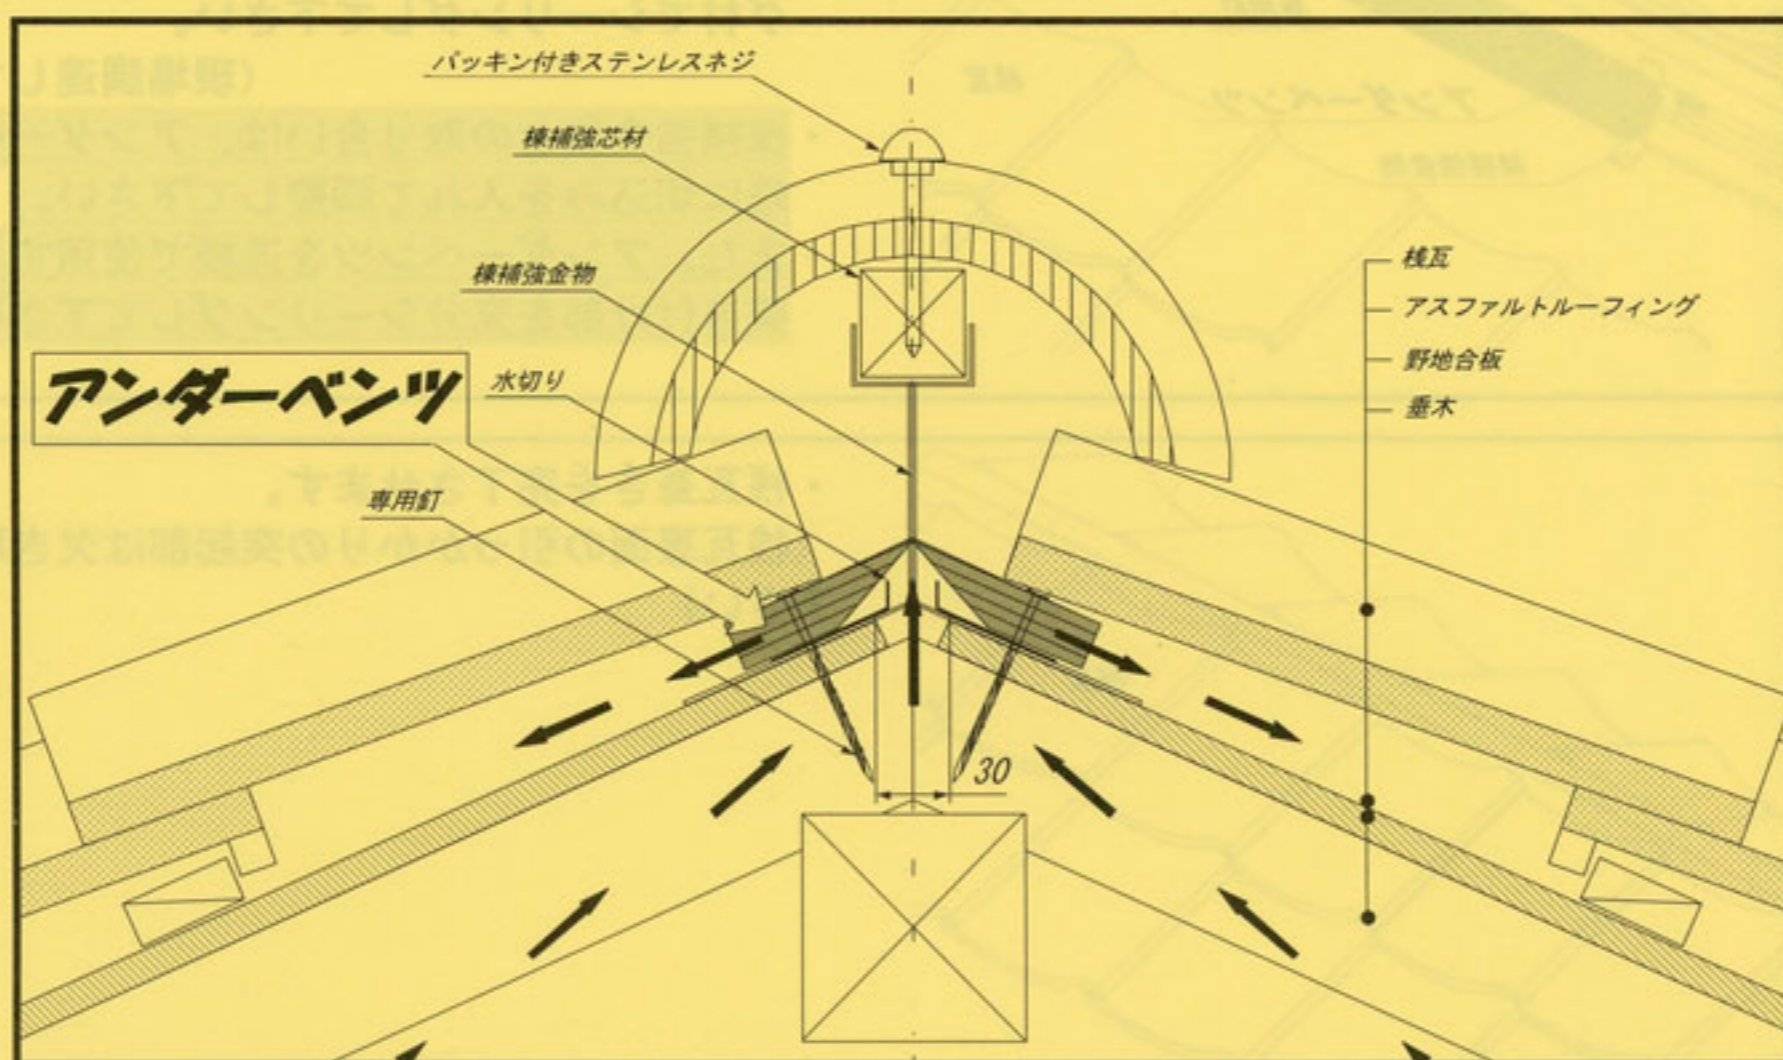 パッキン付きステンレスネジ
棟補強芯材
棟補強金物
アンダーベンツ
水切り
専用釘
桟瓦
アスファルトルーフィング
野地合板
垂木
30